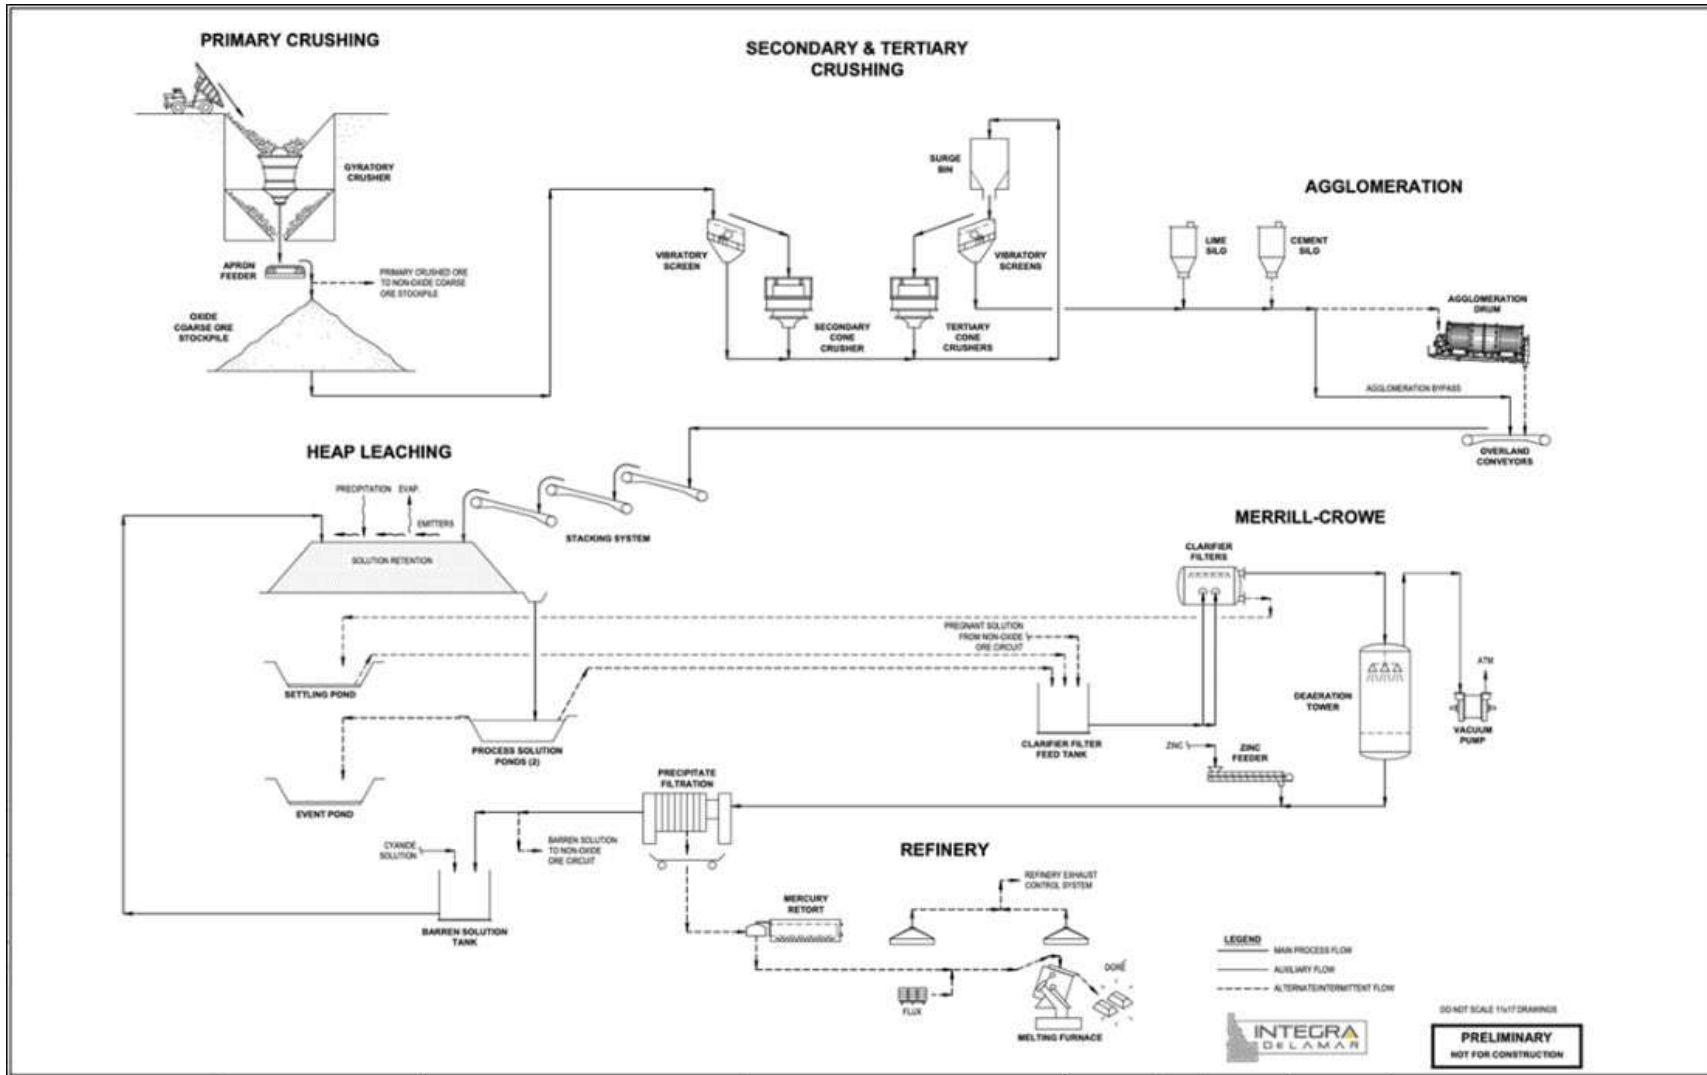 PRIMARY CRUSHING
GYRATORY
CRUSHER
APRON
FEEDER
PRIMARY CRUSHED ORE
TO NON-OXIDE COARSE
ORE STOCKPILE
OXIDE
COARSE ORE
STOCKPILE
SECONDARY & TERTIARY
CRUSHING
SURGE
BIN
VIBRATORY
SCREEN
VIBRATORY
SCREENS
SECONDARY
CONE
CRUSHER
TERTIARY
CONE
CRUSHERS
AGGLOMERATION
LIME
SILO
CEMENT
SILO
AGGLOMERATION
DRUM
AGGLOMERATION BYPASS
OVERLAND
CONVEYORS
HEAP LEACHING
PRECIPITATION
EVAP.
EMITTERS
SOLUTION RETENTION
STACKING SYSTEM
SETTLING POND
PROCESS SOLUTION
PONDS (2)
EVENT POND
MERRILL-CROWE
CLARIFIER
FILTERS
PREGNANT SOLUTION
FROM NON-OXIDE
ORE CIRCUIT
CLARIFIER FILTER
FEED TANK
DEAERATION
TOWER
ATM
VACUUM
PUMP
ZINC
ZINC
FEEDER
PRECIPITATE
FILTRATION
CYANIDE
SOLUTION
BARREN SOLUTION
TO NON-OXIDE
ORE CIRCUIT
BARREN SOLUTION
TANK
REFINERY
REFINERY EXHAUST
CONTROL SYSTEM
MERCURY
RETORT
FLUX
DORÉ
MELTING FURNACE
LEGEND
MAIN PROCESS FLOW
AUXILIARY FLOW
ALTERNATE/INTERMITTENT FLOW
INTEGRA
DELAMAR
DO NOT SCALE 11x17 DRAWINGS
PRELIMINARY
NOT FOR CONSTRUCTION